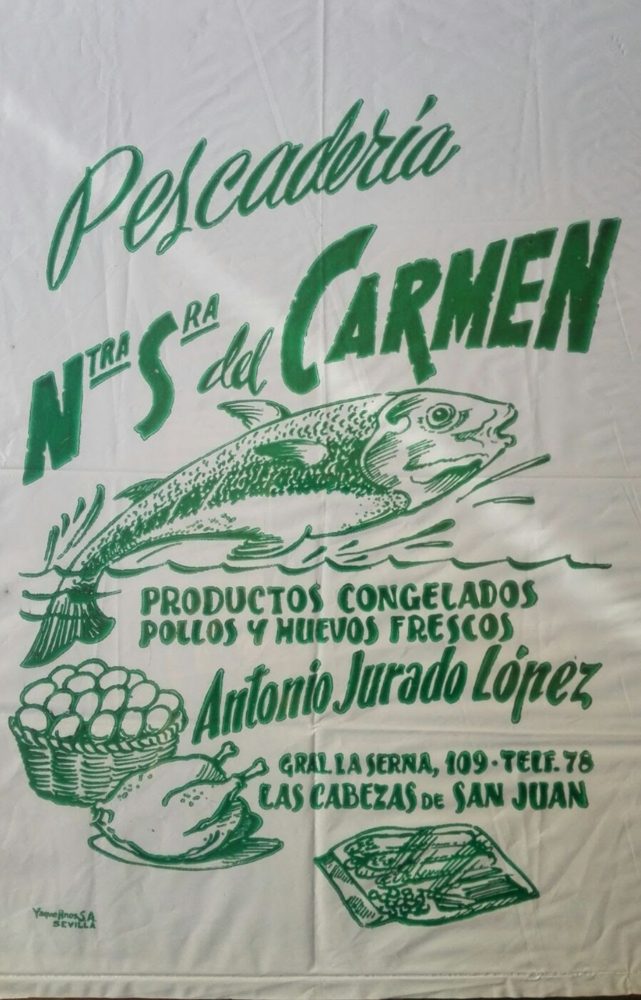 Pescadería
Ntra Sra del CARMEN
PRODUCTOS CONGELADOS
POLLOS Y HUEVOS FRESCOS
Antonio Jurado López
GRAL. LA SERNA, 109 - TELF. 78
LAS CABEZAS DE SAN JUAN
Yaque Hnos. S.A.
SEVILLA